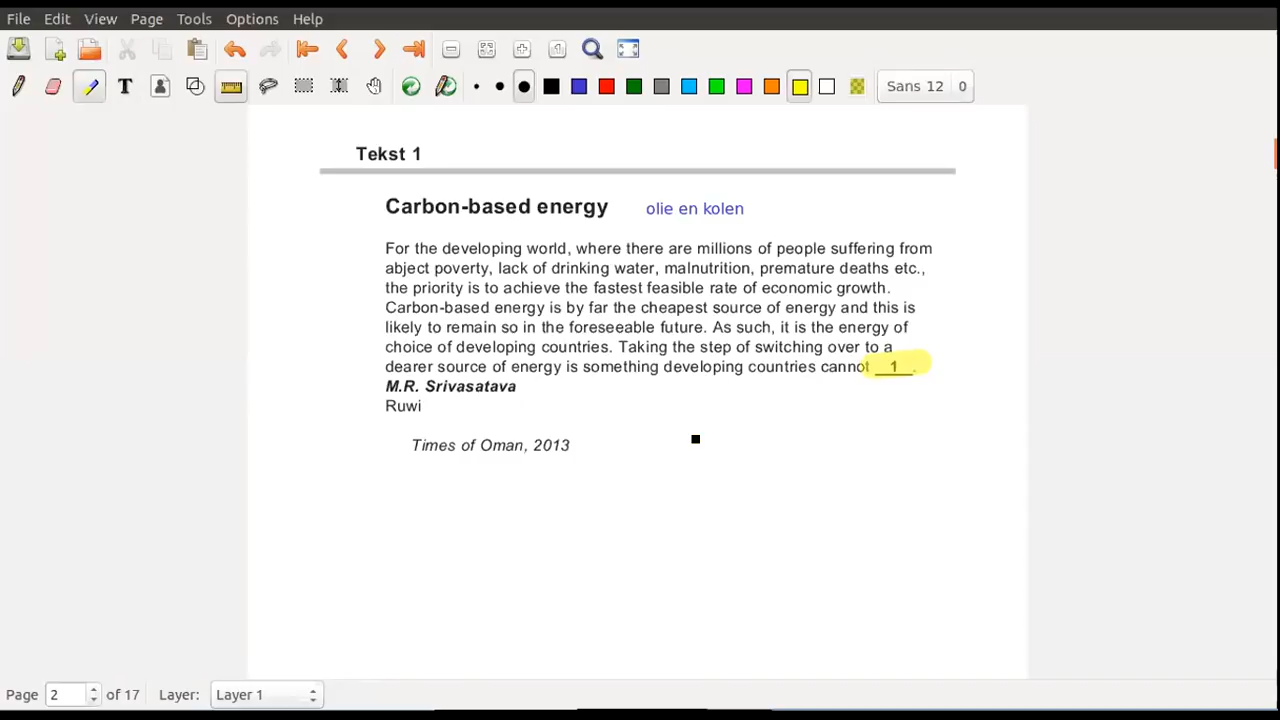 File Edit View Page Tools Options Help
T
Sans 12 0
Tekst 1
Carbon-based energy olie en kolen
For the developing world, where there are millions of people suffering from
abject poverty, lack of drinking water, malnutrition, premature deaths etc.,
the priority is to achieve the fastest feasible rate of economic growth.
Carbon-based energy is by far the cheapest source of energy and this is
likely to remain so in the foreseeable future. As such, it is the energy of
choice of developing countries. Taking the step of switching over to a
dearer source of energy is something developing countries cannot __1__.
M.R. Srivasatava
Ruwi
Times of Oman, 2013
Page 2 of 17 Layer: Layer 1